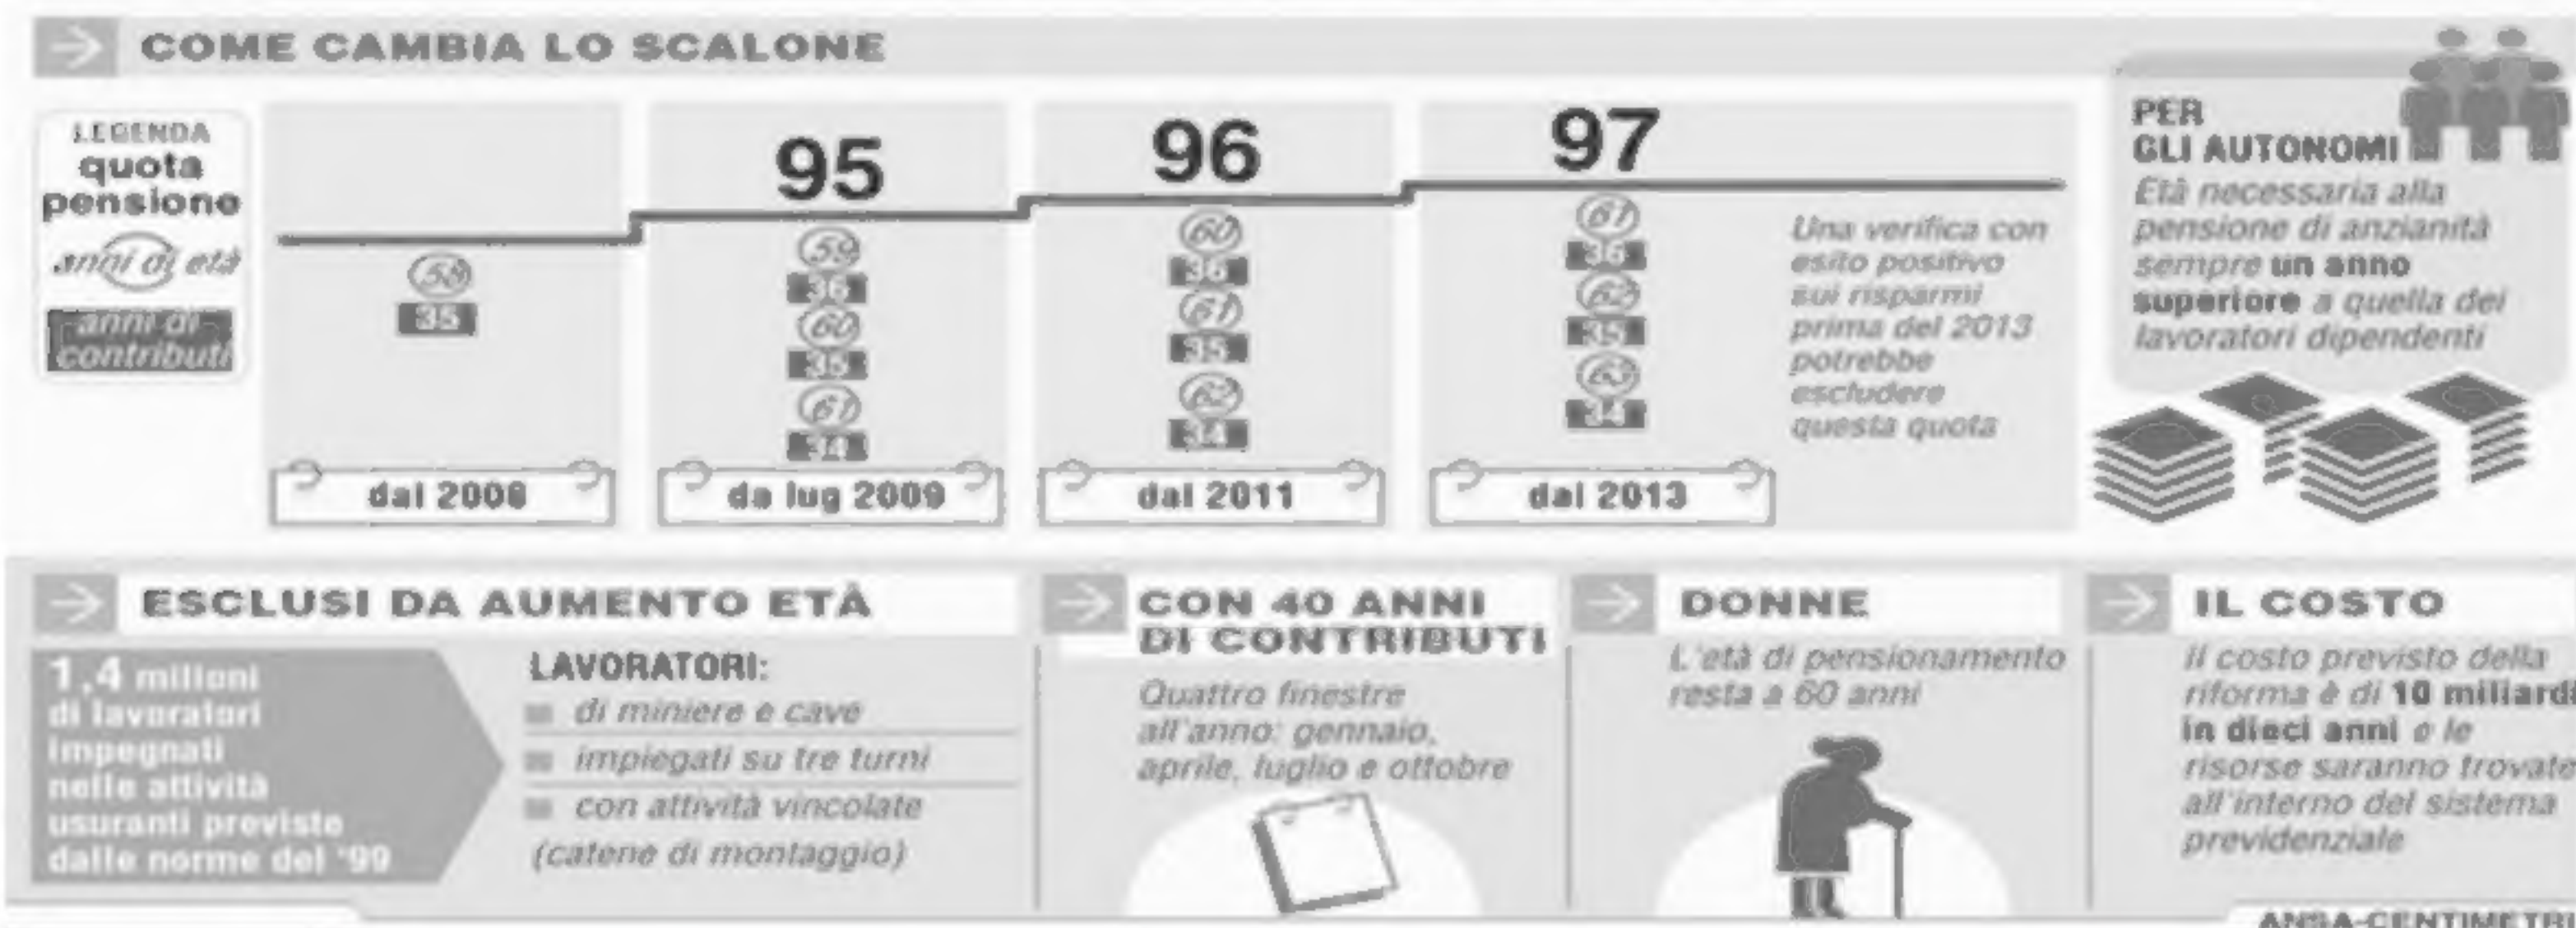 COME CAMBIA LO SCALONE
LEGENDA
quota
pensione
anni di età
anni di
contributi
58
35
dal 2008
95
59
36
60
35
61
34
da lug 2009
96
60
36
61
35
62
34
dal 2011
97
61
36
62
35
63
34
dal 2013
Una verifica con
esito positivo
sui risparmi
prima del 2013
potrebbe
escludere
questa quota
PER
GLI AUTONOMI
Età necessaria alla
pensione di anzianità
sempre un anno
superiore a quella dei
lavoratori dipendenti
ESCLUSI DA AUMENTO ETÀ
1,4 milioni
di lavoratori
impegnati
nelle attività
usuranti previste
dalle norme del '99
LAVORATORI:
di miniere e cave
impiegati su tre turni
con attività vincolate
(catene di montaggio)
CON 40 ANNI
DI CONTRIBUTI
Quattro finestre
all'anno: gennaio,
aprile, luglio e ottobre
DONNE
L'età di pensionamento
resta a 60 anni
IL COSTO
Il costo previsto della
riforma è di 10 miliardi
in dieci anni e le
risorse saranno trovate
all'interno del sistema
previdenziale
ANSA-CENTIMETRI